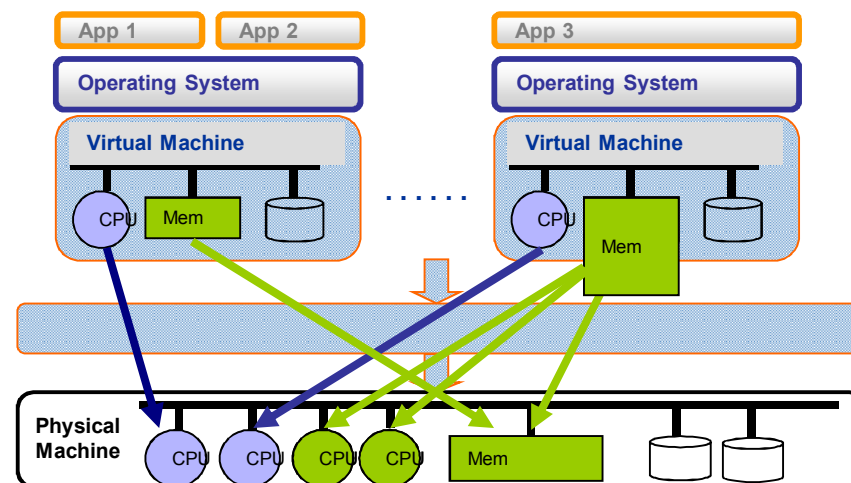 App 1
App 2
App 3
Operating System
Operating System
Virtual Machine
Virtual Machine
CPU
Mem
......
CPU
Mem
Physical
Machine
CPU
CPU
CPU
CPU
Mem